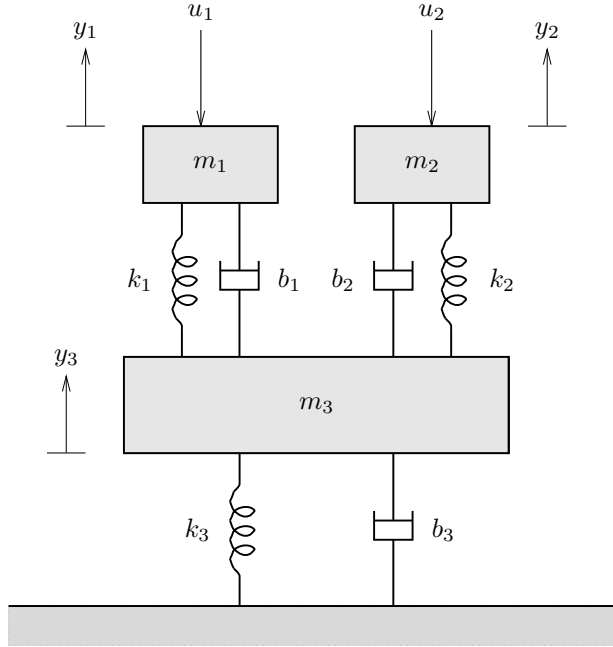 u₁ u₂
y₁ y₂
m₁ m₂
k₁ b₁ b₂ k₂
y₃
m₃
k₃ b₃